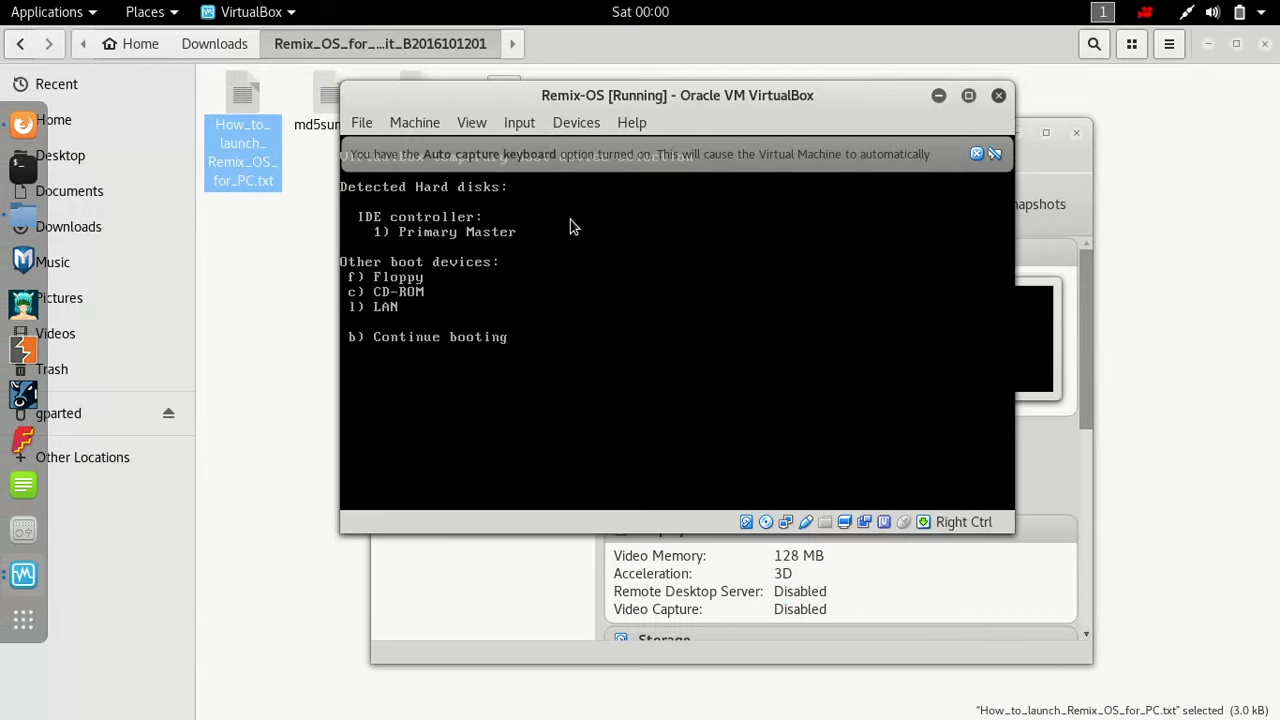 Applications
Places
VirtualBox
Sat 00:00
1
Home
Downloads
Remix_OS_for_...it_B2016101201
Recent
Home
Desktop
Documents
Downloads
Music
Pictures
Videos
Trash
gparted
Other Locations
How_to_
launch_
Remix_OS_
for_PC.txt
Remix-OS [Running] - Oracle VM VirtualBox
File
Machine
View
Input
Devices
Help
You have the Auto capture keyboard option turned on. This will cause the Virtual Machine to automatically
Detected Hard disks:
IDE controller:
1) Primary Master
Other boot devices:
f) Floppy
c) CD-ROM
l) LAN
b) Continue booting
Right Ctrl
Video Memory: 128 MB
Acceleration: 3D
Remote Desktop Server: Disabled
Video Capture: Disabled
Storage
"How_to_launch_Remix_OS_for_PC.txt" selected (3.0 kB)